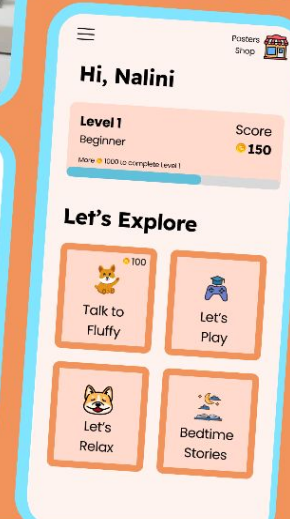 Posters
Shop
Hi, Nalini
Level 1
Beginner
Score
150
More 1000 to complete Level 1
Let's Explore
100
Talk to
Fluffy
Let's
Play
Let's
Relax
Bedtime
Stories